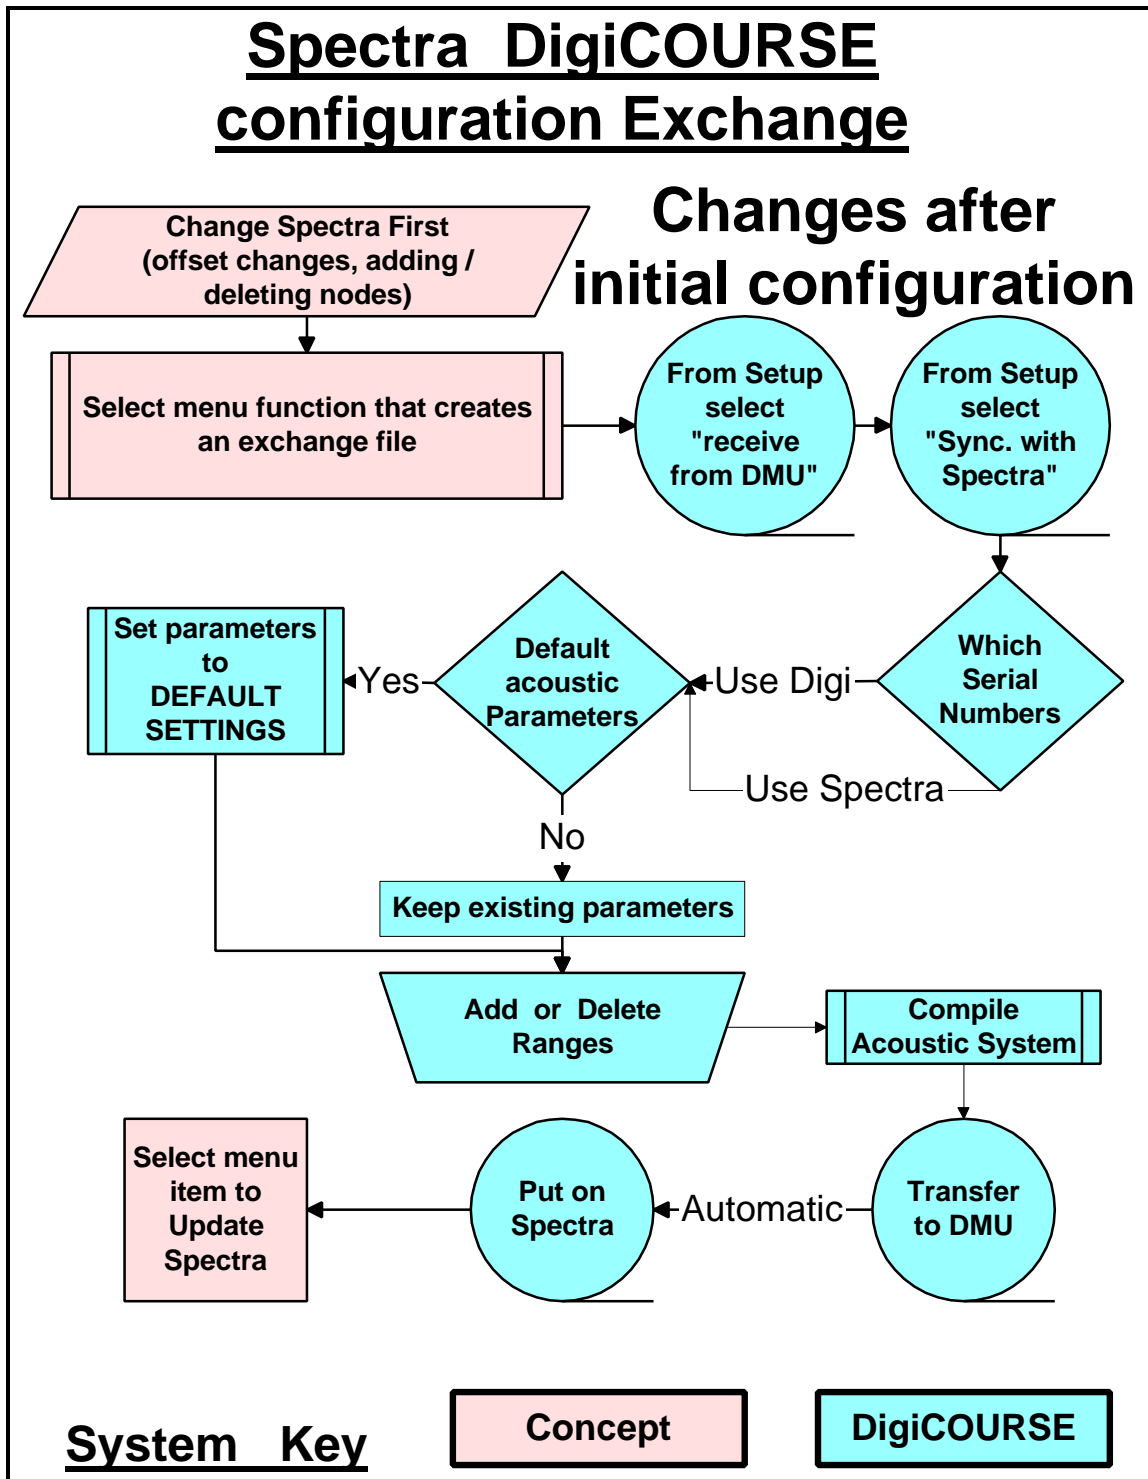 Spectra DigiCOURSE
configuration Exchange
Changes after
initial configuration
Change Spectra First
(offset changes, adding /
deleting nodes)
Select menu function that creates
an exchange file
From Setup
select
"receive
from DMU"
From Setup
select
"Sync. with
Spectra"
Which
Serial
Numbers
Use Digi
Use Spectra
Default
acoustic
Parameters
Yes
Set parameters
to
DEFAULT
SETTINGS
No
Keep existing parameters
Add or Delete
Ranges
Compile
Acoustic System
Transfer
to DMU
Automatic
Put on
Spectra
Select menu
item to
Update
Spectra
System Key
Concept
DigiCOURSE